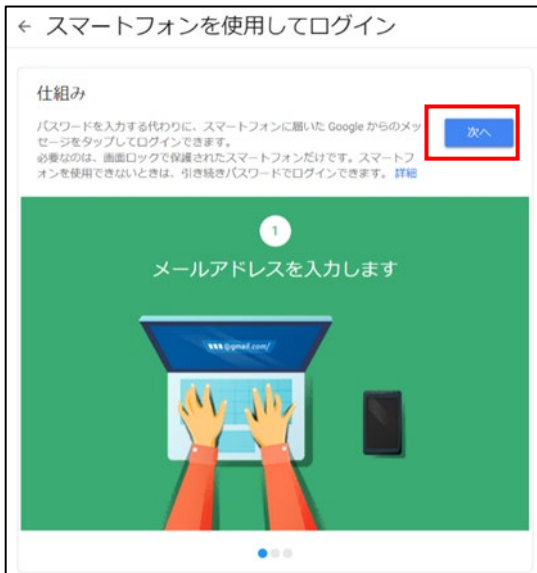 ← スマートフォンを使用してログイン
仕組み
パスワードを入力する代わりに、スマートフォンに届いた Google からのメッ
セージをタップしてログインできます。
必要なのは、画面ロックで保護されたスマートフォンだけです。スマートフ
ォンを使用できないときは、引き続きパスワードでログインできます。 詳細
次へ
1
メールアドレスを入力します
@gmail.com/